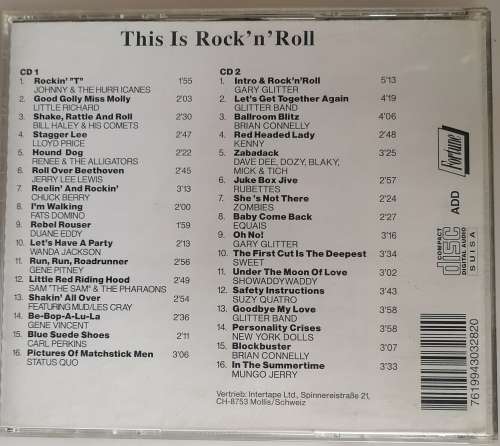 This Is Rock'n'Roll
CD 1
1. Rockin' "T" 1'55
JOHNNY & THE HURRICANES
2. Good Golly Miss Molly 2'03
LITTLE RICHARD
3. Shake, Rattle And Roll 2'30
BILL HALEY & HIS COMETS
4. Stagger Lee 2'47
LLOYD PRICE
5. Hound Dog 2'22
RENEE & THE ALLIGATORS
6. Roll Over Beethoven 2'45
JERRY LEE LEWIS
7. Reelin' And Rockin' 3'13
CHUCK BERRY
8. I'm Walking 2'00
FATS DOMINO
9. Rebel Rouser 1'59
DUANE EDDY
10. Let's Have A Party 2'13
WANDA JACKSON
11. Run, Run, Roadrunner 2'56
GENE PITNEY
12. Little Red Riding Hood 2'49
SAM "THE SAM" & THE PHARAONS
13. Shakin' All Over 2'54
FEATURING MUD/LES CRAY
14. Be-Bop-A-Lu-La 2'36
GENE VINCENT
15. Blue Suede Shoes 2'41
CARL PERKINS
16. Pictures Of Matchstick Men 3'06
STATUS QUO
CD 2
1. Intro & Rock'n'Roll 5'13
GARY GLITTER
2. Let's Get Together Again 4'19
GLITTER BAND
3. Ballroom Blitz 4'06
BRIAN CONNELLY
4. Red Headed Lady 2'48
KENNY
5. Zabadack 3'25
DAVE DEE, DOZY, BLAKY,
MICK & TICH
6. Juke Box Jive 2'57
RUBETTES
7. She's Not There 2'24
ZOMBIES
8. Baby Come Back 2'27
EQUAIS
9. Oh No! 3'16
GARY GLITTER
10. The First Cut Is The Deepest 3'34
SWEET
11. Under The Moon Of Love 3'02
SHOWADDYWADDY
12. Safety Instructions 3'43
SUZY QUATRO
13. Goodbye My Love 3'58
GLITTER BAND
14. Personality Crises 3'58
NEW YORK DOLLS
15. Blockbuster 3'07
BRIAN CONNELLY
16. In The Summertime 3'33
MUNGO JERRY
Vertrieb: Intertape Ltd., Spinnereistraße 21,
CH-8753 Mollis/Schweiz
Fortune
ADD
COMPACT
disc
DIGITAL AUDIO
SUISA
7619943032820